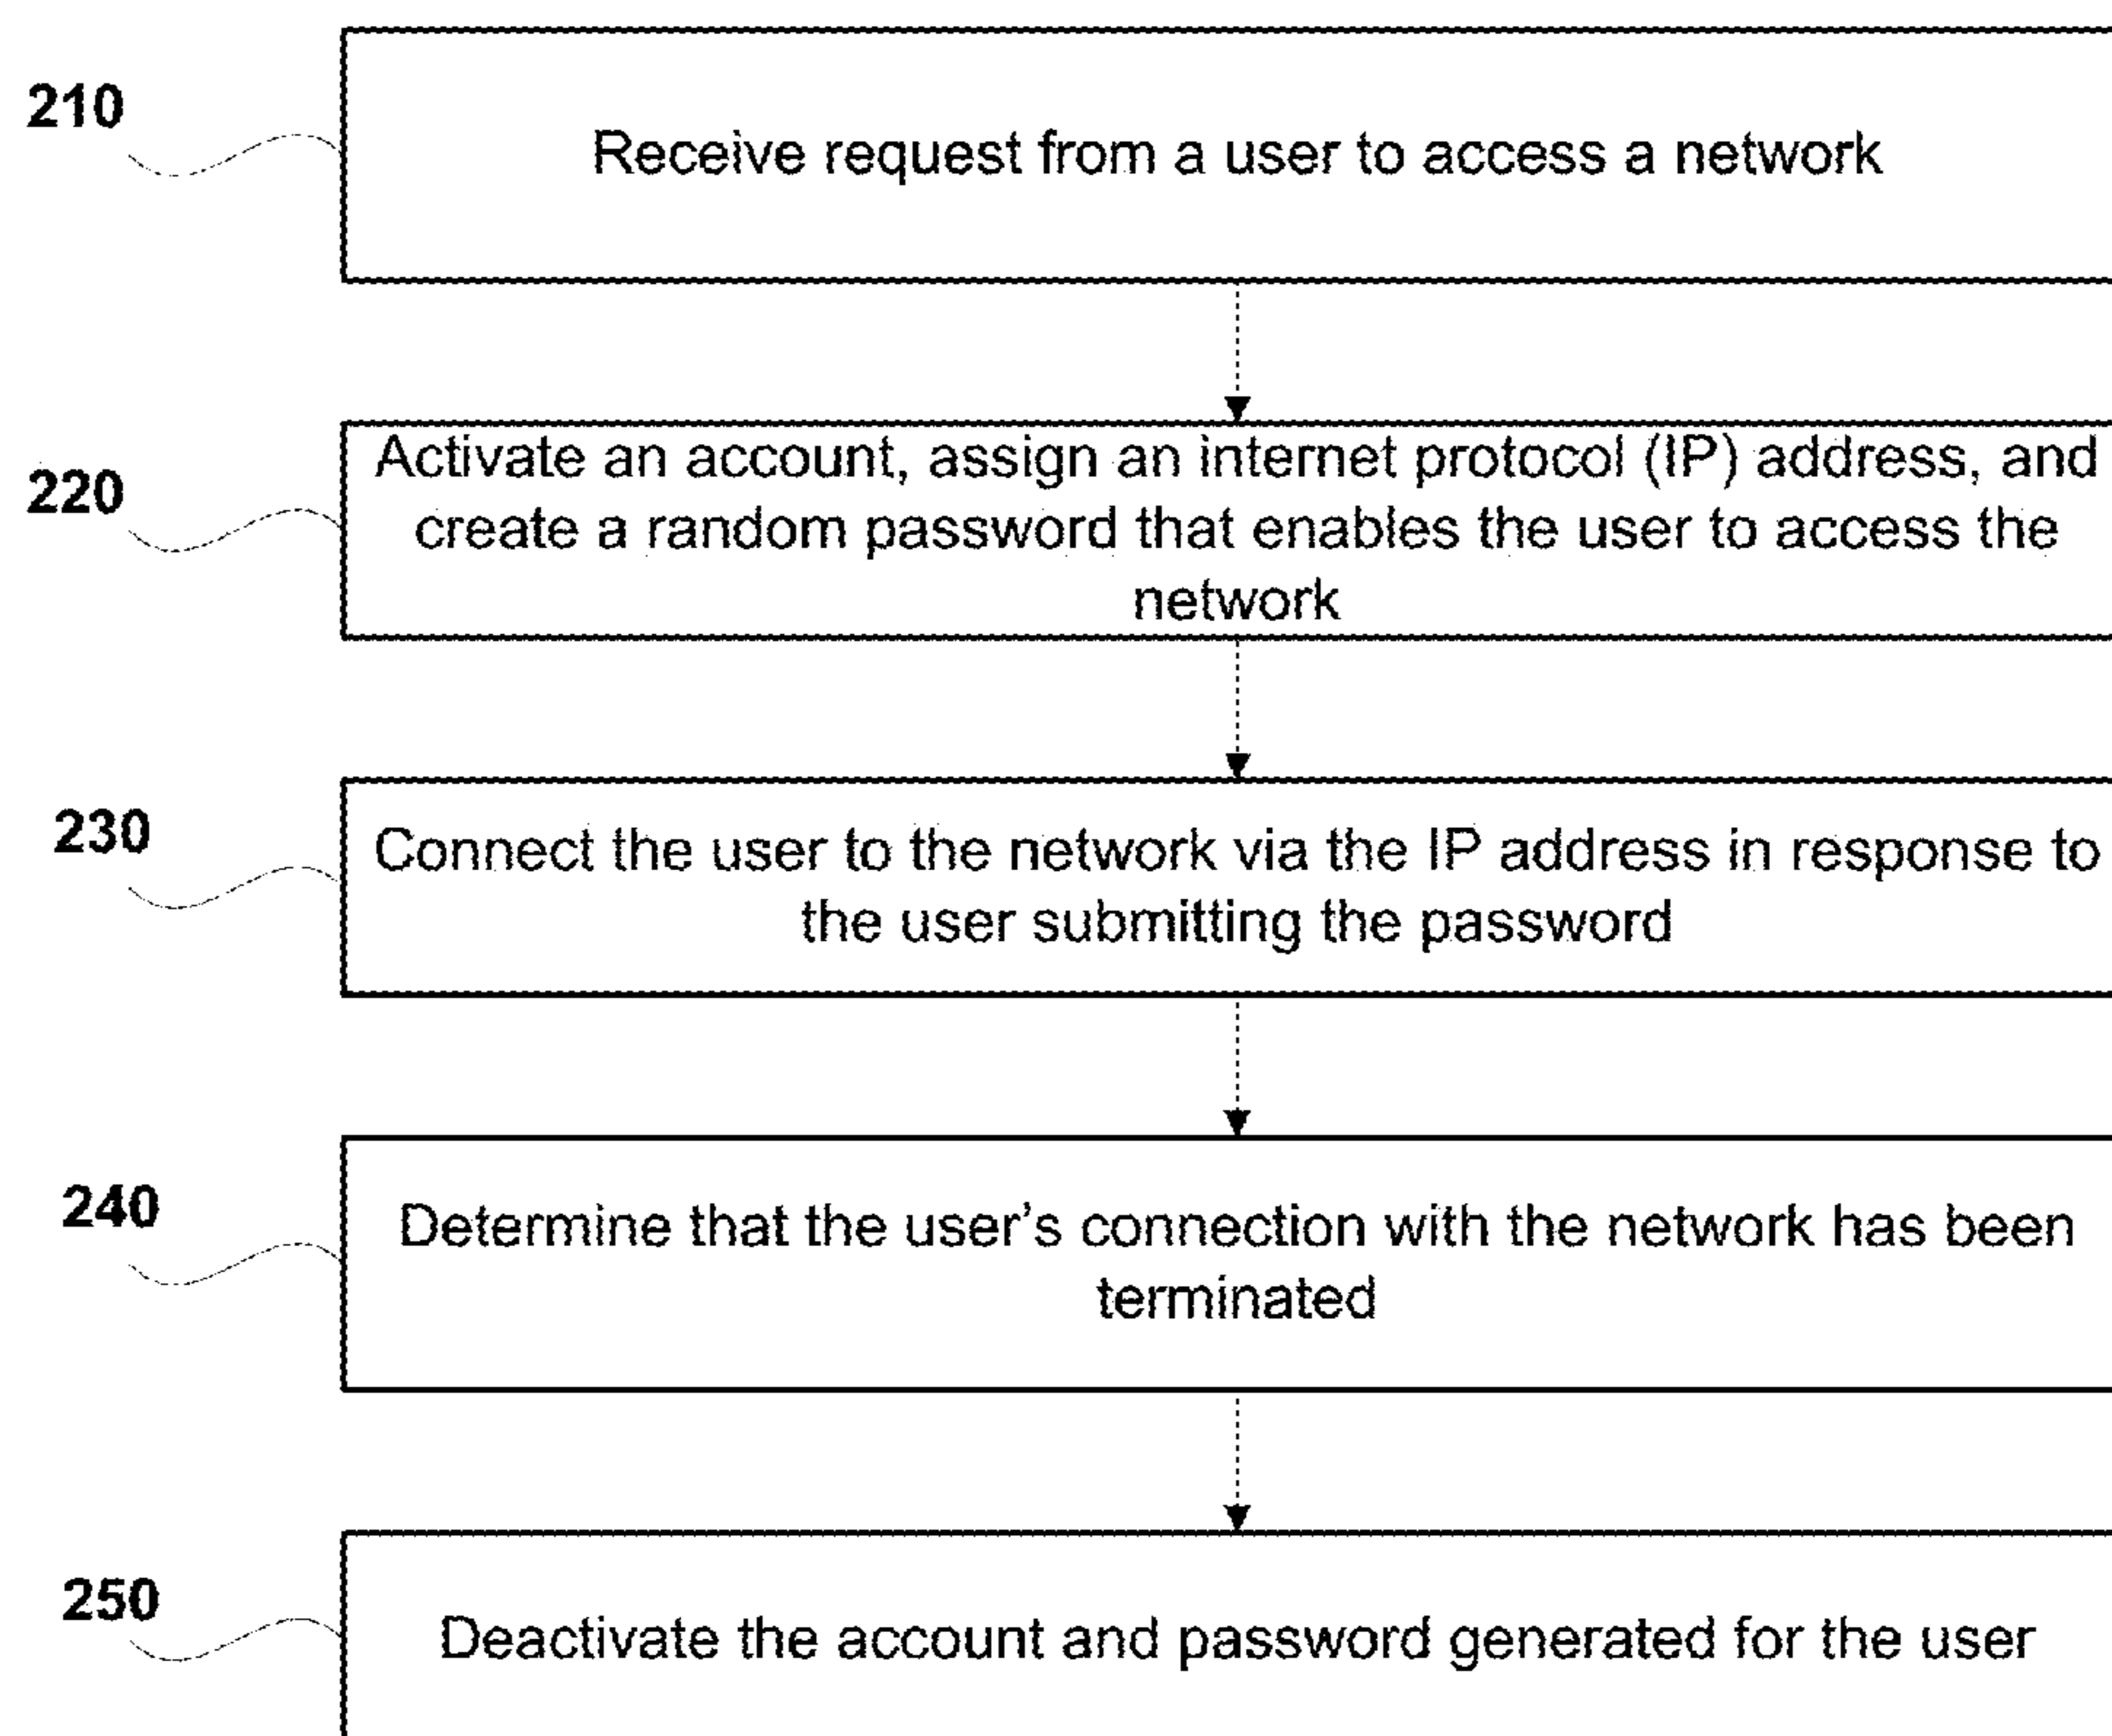 210
Receive request from a user to access a network
220
Activate an account, assign an internet protocol (IP) address, and
create a random password that enables the user to access the
network
230
Connect the user to the network via the IP address in response to
the user submitting the password
240
Determine that the user’s connection with the network has been
terminated
250
Deactivate the account and password generated for the user